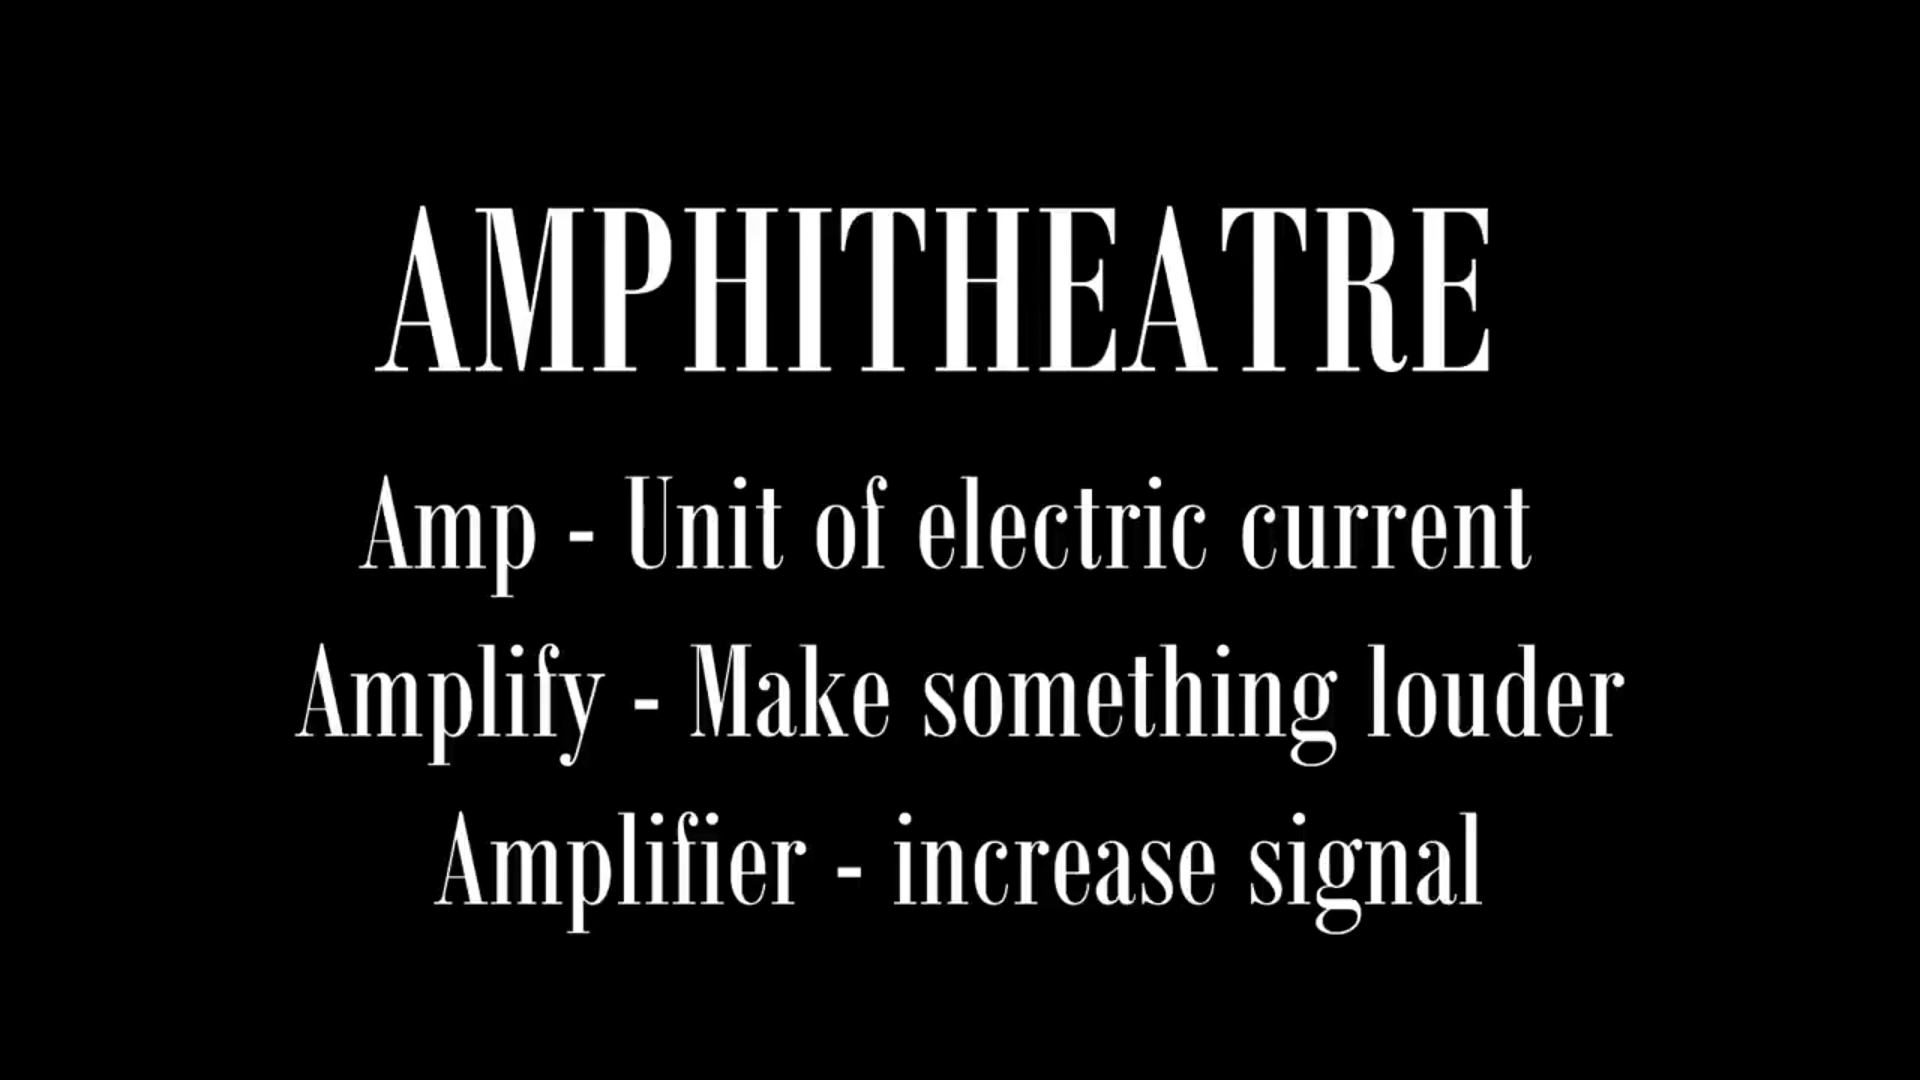 AMPHITHEATRE
Amp - Unit of electric current
Amplify - Make something louder
Amplifier - increase signal